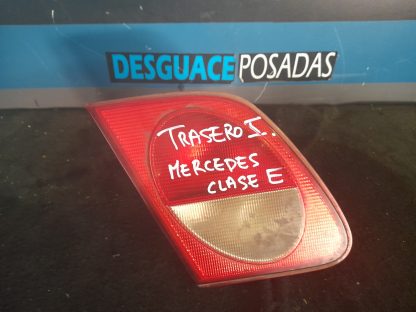 DESGUACE POSADAS
TRASERO I.
MERCEDES
CLASE E